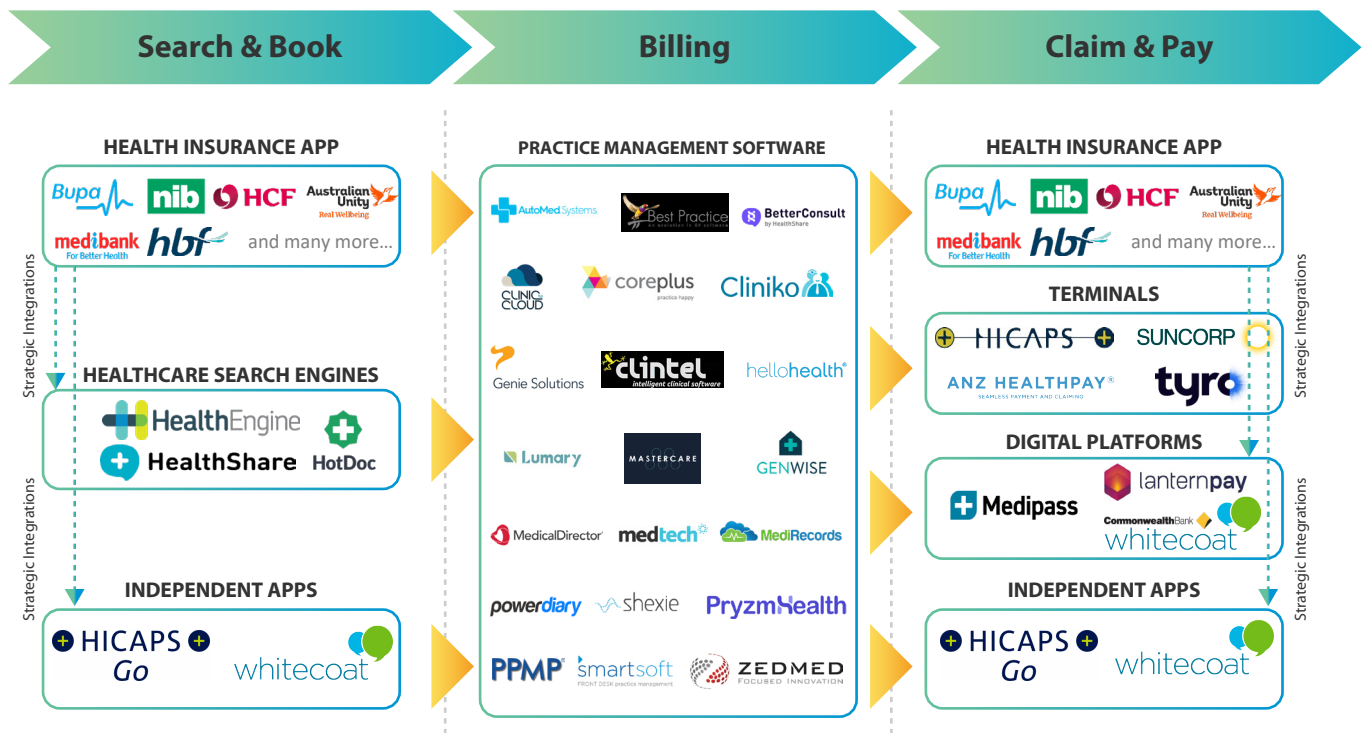 Search & Book
Billing
Claim & Pay
HEALTH INSURANCE APP
Bupa
nib
HCF
Australian
Unity
Real Wellbeing
medibank
For Better Health
hbf
and many more...
Strategic Integrations
HEALTHCARE SEARCH ENGINES
HealthEngine
HealthShare
HotDoc
Strategic Integrations
INDEPENDENT APPS
HICAPS
Go
whitecoat
PRACTICE MANAGEMENT SOFTWARE
AutoMed Systems
Best Practice
An evolution in GP software
BetterConsult
by HealthShare
CLINIC
TO
CLOUD
coreplus
practice happy
Cliniko
Genie Solutions
clintel
intelligent clinical software
hellohealth®
Lumary
MASTERCARE
GENWISE
MedicalDirector
medtech
MediRecords
powerdiary
shexie
PryzmHealth
PPMP
smartsoft
FRONT DESK practice management
ZEDMED
FOCUSED INNOVATION
HEALTH INSURANCE APP
Bupa
nib
HCF
Australian
Unity
Real Wellbeing
medibank
For Better Health
hbf
and many more...
TERMINALS
HICAPS
SUNCORP
ANZ HEALTHPAY®
SEAMLESS PAYMENT AND CLAIMING
tyro
Strategic Integrations
DIGITAL PLATFORMS
Medipass
lanternpay
CommonwealthBank
whitecoat
Strategic Integrations
INDEPENDENT APPS
HICAPS
Go
whitecoat